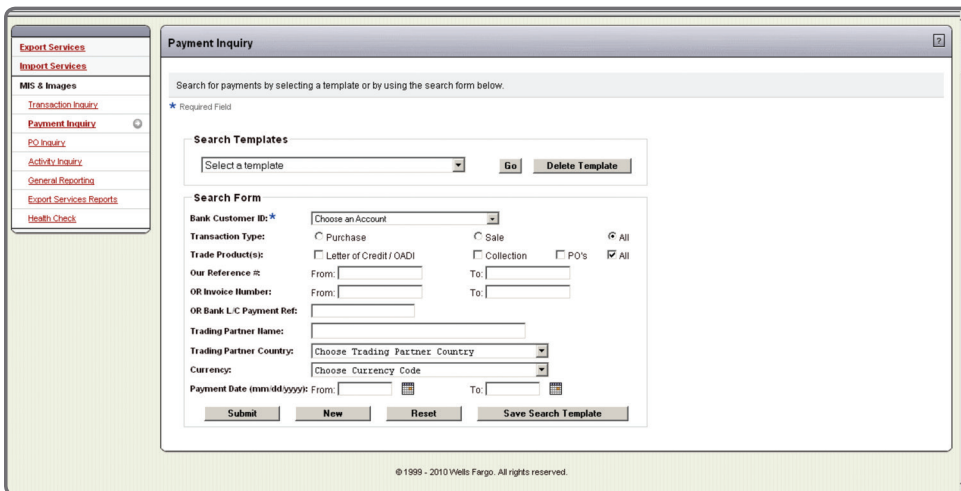 Export Services
Import Services
MIS & Images
Transaction Inquiry
Payment Inquiry
PO Inquiry
Activity Inquiry
General Reporting
Export Services Reports
Health Check
Payment Inquiry ?
Search for payments by selecting a template or by using the search form below.
* Required Field
Search Templates
Select a template Go Delete Template
Search Form
Bank Customer ID:* Choose an Account
Transaction Type: Purchase Sale All
Trade Product(s): Letter of Credit / OADI Collection PO's All
Our Reference #: From: To:
OR Invoice Number: From: To:
OR Bank L/C Payment Ref:
Trading Partner Name:
Trading Partner Country: Choose Trading Partner Country
Currency: Choose Currency Code
Payment Date (mm/dd/yyyy): From: To:
Submit New Reset Save Search Template
© 1999 - 2010 Wells Fargo. All rights reserved.